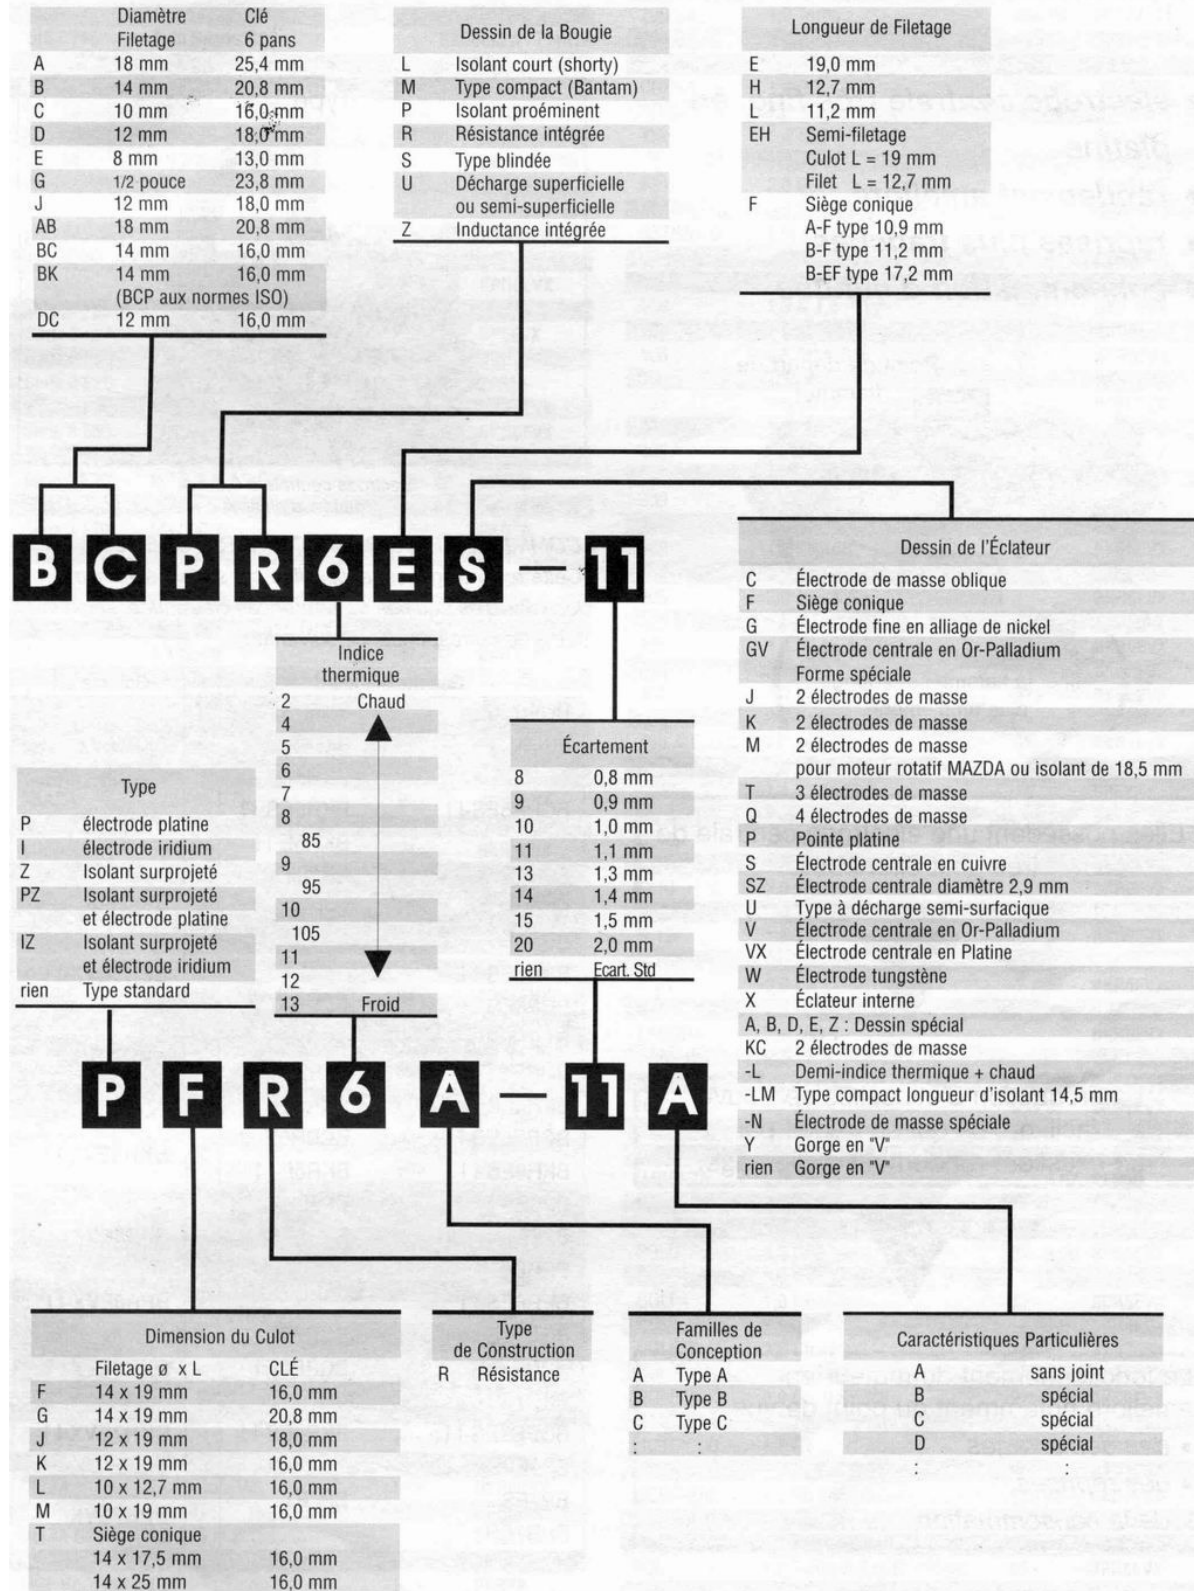 Diamètre Clé
Filetage 6 pans
A 18 mm 25,4 mm
B 14 mm 20,8 mm
C 10 mm 16,0 mm
D 12 mm 18,0 mm
E 8 mm 13,0 mm
G 1/2 pouce 23,8 mm
J 12 mm 18,0 mm
AB 18 mm 20,8 mm
BC 14 mm 16,0 mm
BK 14 mm 16,0 mm
(BCP aux normes ISO)
DC 12 mm 16,0 mm
Dessin de la Bougie
L Isolant court (shorty)
M Type compact (Bantam)
P Isolant proéminent
R Résistance intégrée
S Type blindée
U Décharge superficielle
ou semi-superficielle
Z Inductance intégrée
Longueur de Filetage
E 19,0 mm
H 12,7 mm
L 11,2 mm
EH Semi-filetage
Culot L = 19 mm
Filet L = 12,7 mm
F Siège conique
A-F type 10,9 mm
B-F type 11,2 mm
B-EF type 17,2 mm
B C P R 6 E S — 11
Indice
thermique
2 Chaud
4
5
6
7
8
85
9
95
10
105
11
12
13 Froid
Écartement
8 0,8 mm
9 0,9 mm
10 1,0 mm
11 1,1 mm
13 1,3 mm
14 1,4 mm
15 1,5 mm
20 2,0 mm
rien Ecart. Std
Dessin de l'Éclateur
C Électrode de masse oblique
F Siège conique
G Électrode fine en alliage de nickel
GV Électrode centrale en Or-Palladium
Forme spéciale
J 2 électrodes de masse
K 2 électrodes de masse
M 2 électrodes de masse
pour moteur rotatif MAZDA ou isolant de 18,5 mm
T 3 électrodes de masse
Q 4 électrodes de masse
P Pointe platine
S Électrode centrale en cuivre
SZ Électrode centrale diamètre 2,9 mm
U Type à décharge semi-surfacique
V Électrode centrale en Or-Palladium
VX Électrode centrale en Platine
W Électrode tungstène
X Éclateur interne
A, B, D, E, Z : Dessin spécial
KC 2 électrodes de masse
-L Demi-indice thermique + chaud
-LM Type compact longueur d'isolant 14,5 mm
-N Électrode de masse spéciale
Y Gorge en "V"
rien Gorge en "V"
Type
P électrode platine
I électrode iridium
Z Isolant surprojeté
PZ Isolant surprojeté
et électrode platine
IZ Isolant surprojeté
et électrode iridium
rien Type standard
P F R 6 A — 11 A
Dimension du Culot
Filetage ø x L CLÉ
F 14 x 19 mm 16,0 mm
G 14 x 19 mm 20,8 mm
J 12 x 19 mm 18,0 mm
K 12 x 19 mm 16,0 mm
L 10 x 12,7 mm 16,0 mm
M 10 x 19 mm 16,0 mm
T Siège conique
14 x 17,5 mm 16,0 mm
14 x 25 mm 16,0 mm
Type
de Construction
R Résistance
Familles de
Conception
A Type A
B Type B
C Type C
: :
Caractéristiques Particulières
A sans joint
B spécial
C spécial
D spécial
: :